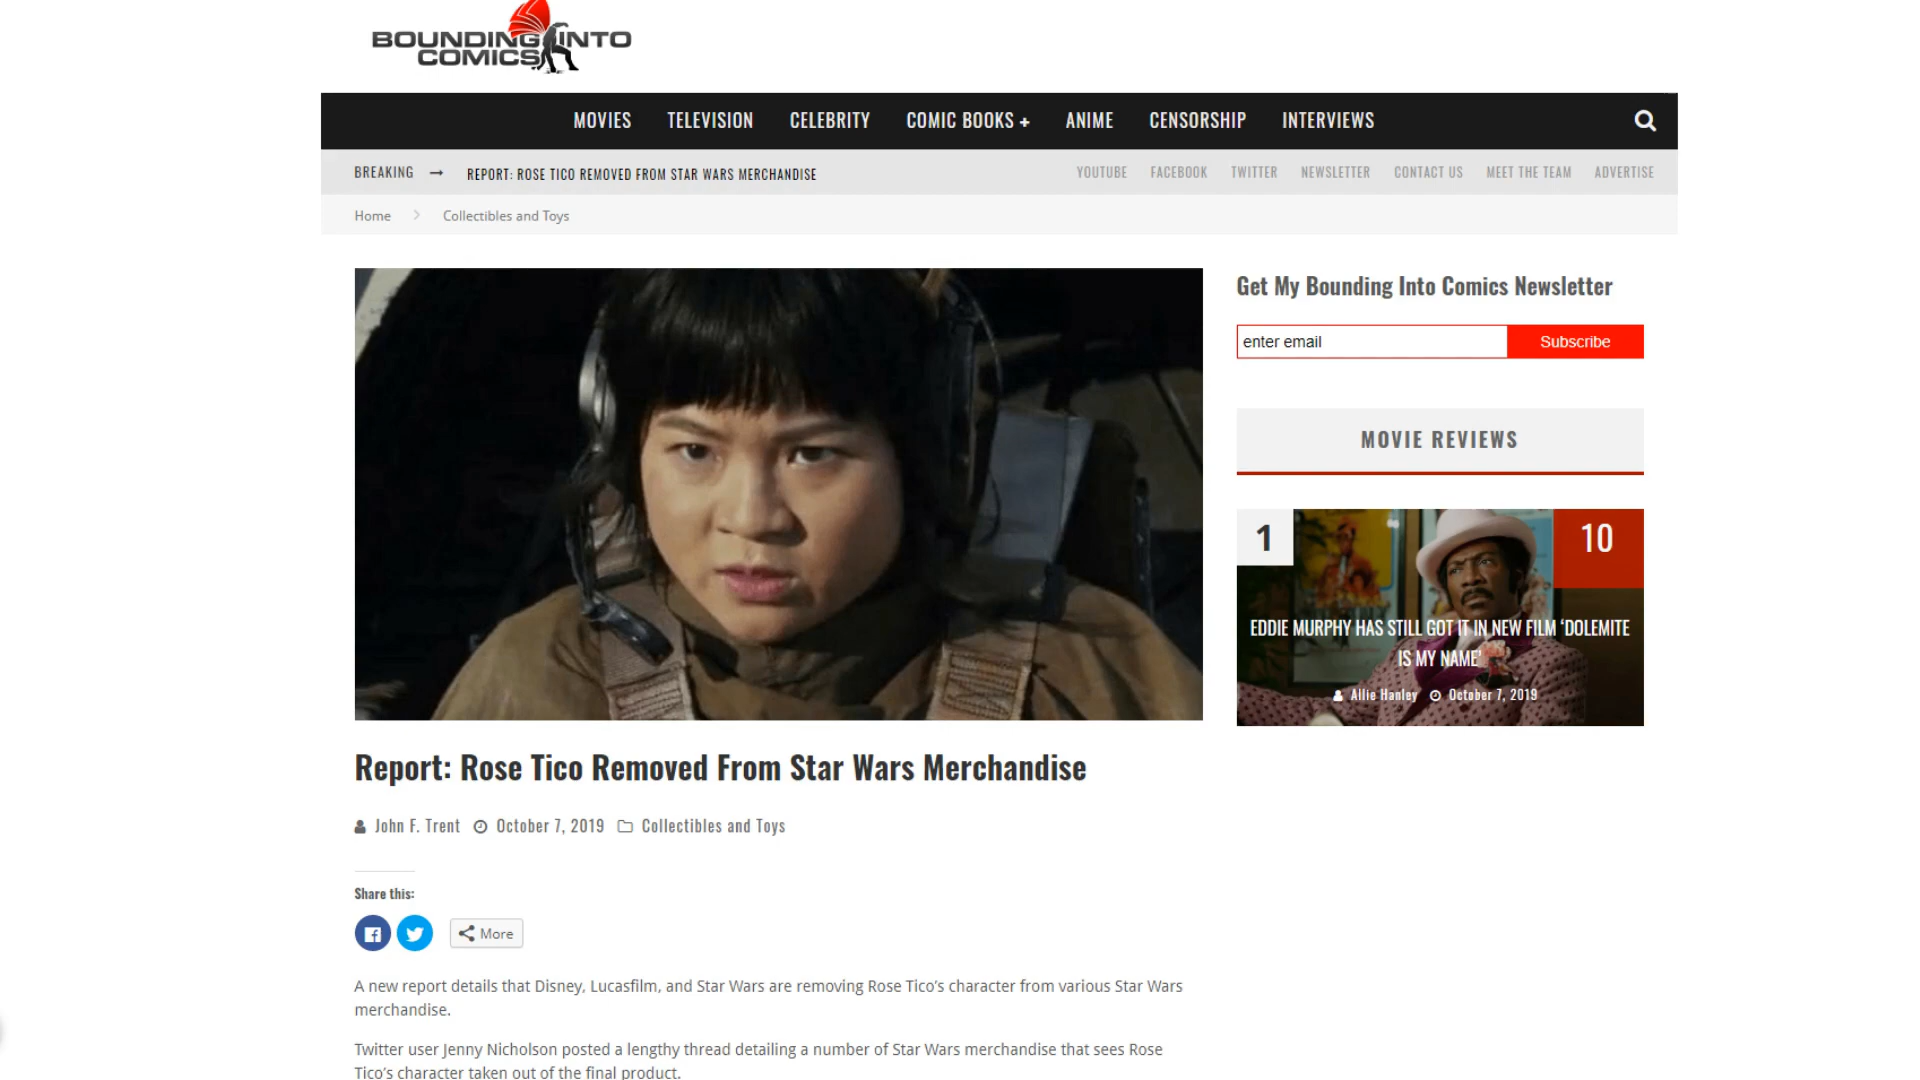 BOUNDING INTO
COMICS
MOVIES TELEVISION CELEBRITY COMIC BOOKS + ANIME CENSORSHIP INTERVIEWS
BREAKING → REPORT: ROSE TICO REMOVED FROM STAR WARS MERCHANDISE YOUTUBE FACEBOOK TWITTER NEWSLETTER CONTACT US MEET THE TEAM ADVERTISE
Home > Collectibles and Toys
Get My Bounding Into Comics Newsletter
enter email Subscribe
MOVIE REVIEWS
1 10
EDDIE MURPHY HAS STILL GOT IT IN NEW FILM ‘DOLEMITE
IS MY NAME’
Allie Hanley October 7, 2019
Report: Rose Tico Removed From Star Wars Merchandise
John F. Trent October 7, 2019 Collectibles and Toys
Share this:
More
A new report details that Disney, Lucasfilm, and Star Wars are removing Rose Tico’s character from various Star Wars
merchandise.
Twitter user Jenny Nicholson posted a lengthy thread detailing a number of Star Wars merchandise that sees Rose
Tico’s character taken out of the final product.